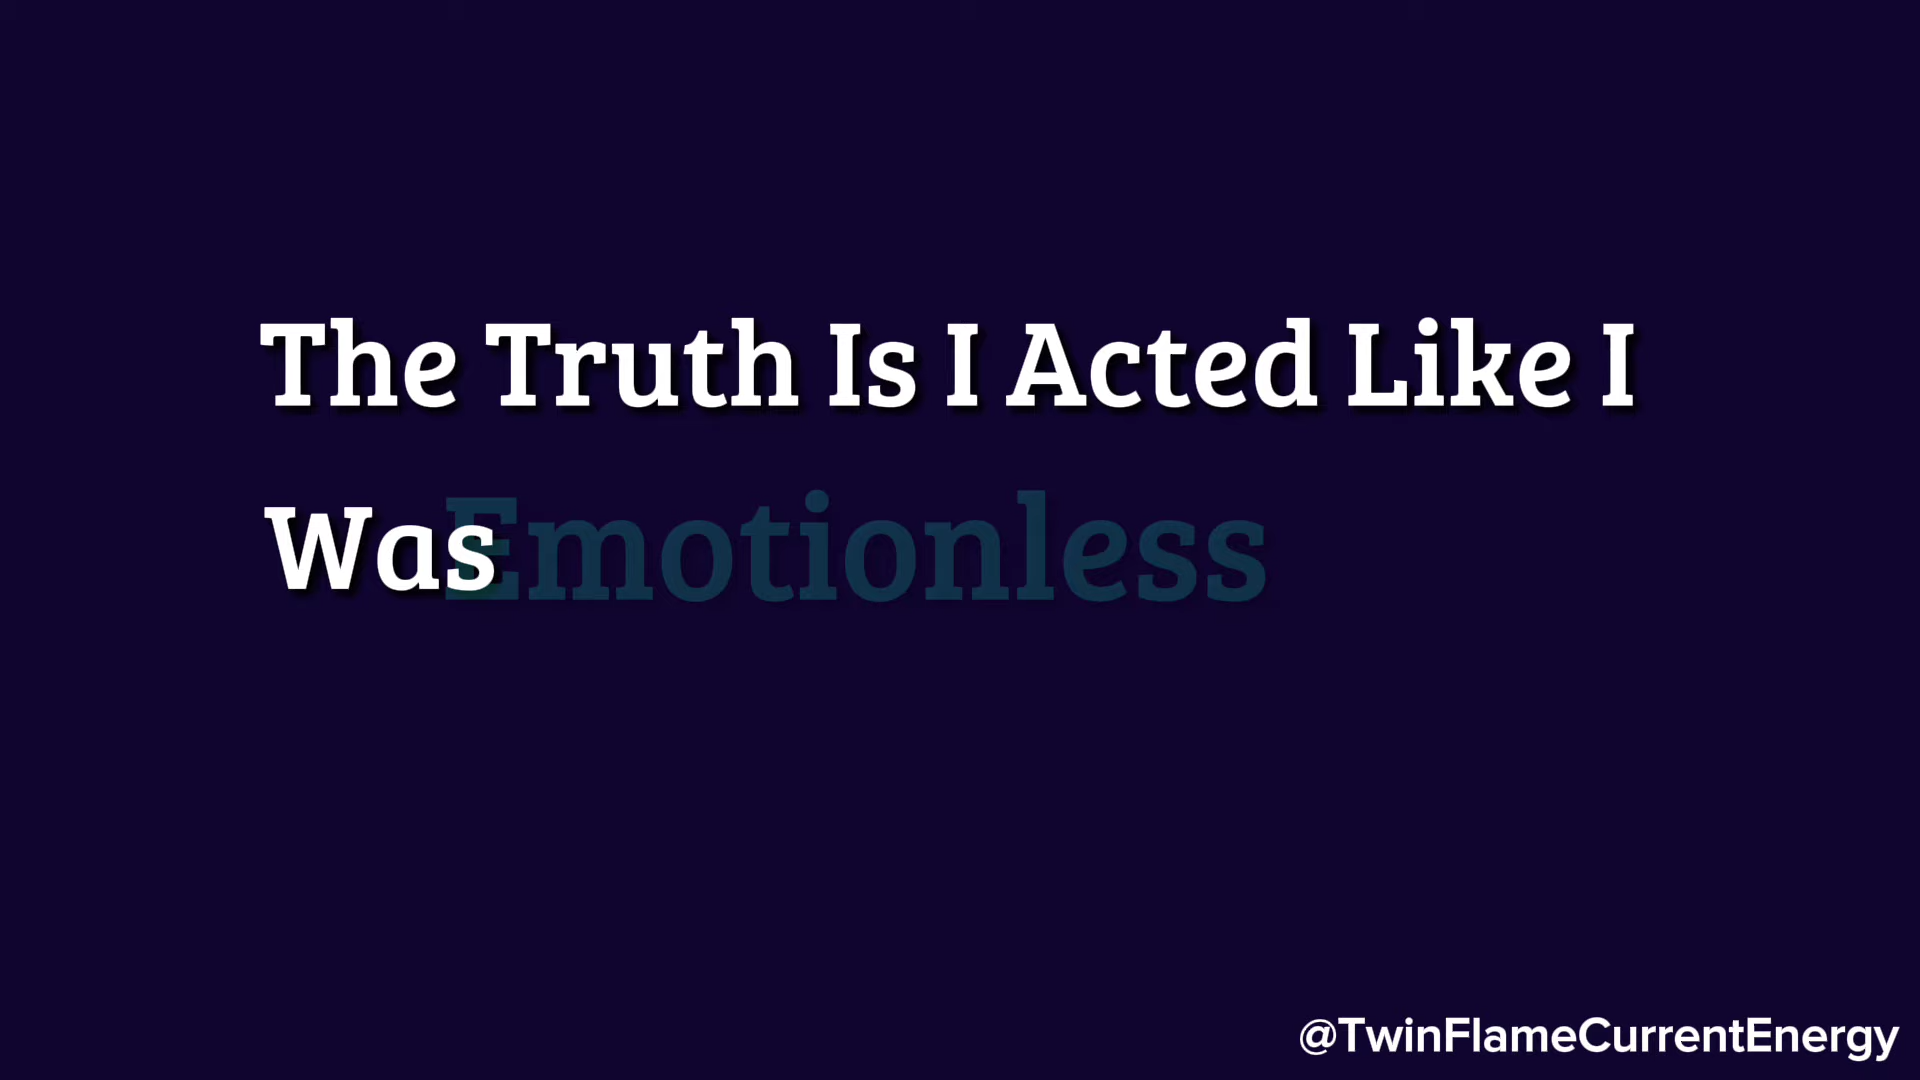 The Truth Is I Acted Like I
Was Emotionless
@TwinFlameCurrentEnergy